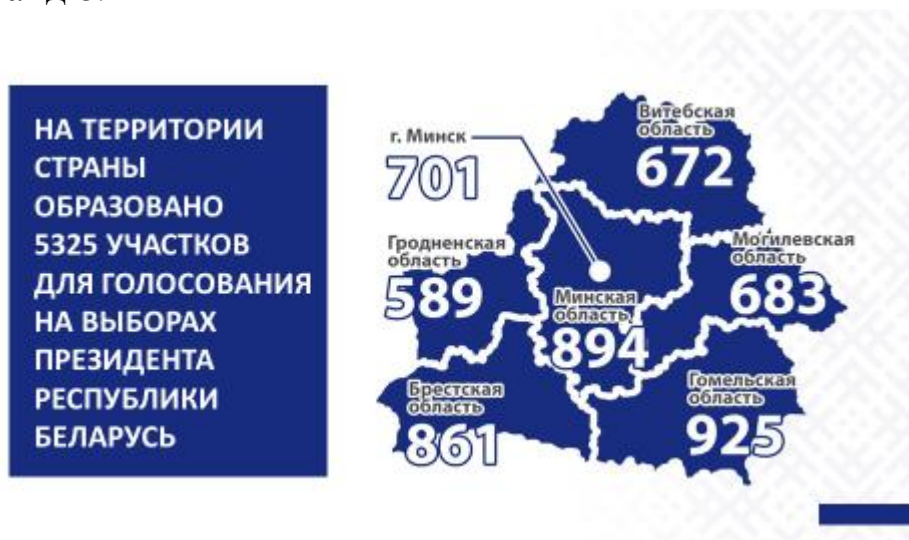 НА ТЕРРИТОРИИ
СТРАНЫ
ОБРАЗОВАНО
5325 УЧАСТКОВ
ДЛЯ ГОЛОСОВАНИЯ
НА ВЫБОРАХ
ПРЕЗИДЕНТА
РЕСПУБЛИКИ
БЕЛАРУСЬ
г. Минск
701
Витебская
область
672
Гродненская
область
589
Могилевская
область
683
Минская
область
894
Брестская
область
861
Гомельская
область
925